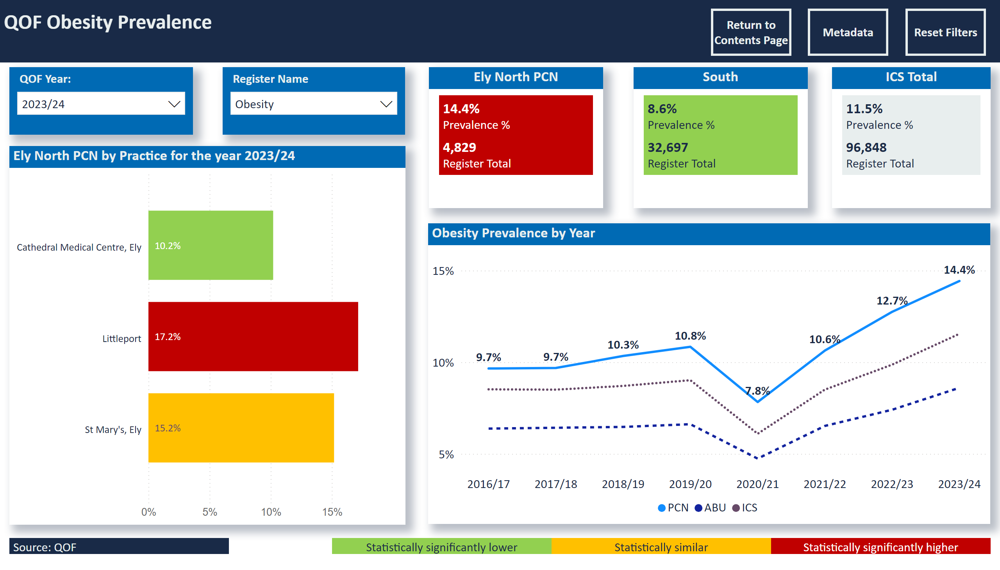 QOF Obesity Prevalence
Return to
Contents Page
Metadata
Reset Filters
QOF Year:
2023/24
Register Name
Obesity
Ely North PCN
14.4%
Prevalence %
4,829
Register Total
South
8.6%
Prevalence %
32,697
Register Total
ICS Total
11.5%
Prevalence %
96,848
Register Total
Ely North PCN by Practice for the year 2023/24
Cathedral Medical Centre, Ely
10.2%
Littleport
17.2%
St Mary's, Ely
15.2%
0% 5% 10% 15%
Obesity Prevalence by Year
15%
10%
5%
9.7% 9.7% 10.3% 10.8% 7.8% 10.6% 12.7% 14.4%
2016/17 2017/18 2018/19 2019/20 2020/21 2021/22 2022/23 2023/24
PCN ABU ICS
Source: QOF
Statistically significantly lower
Statistically similar
Statistically significantly higher